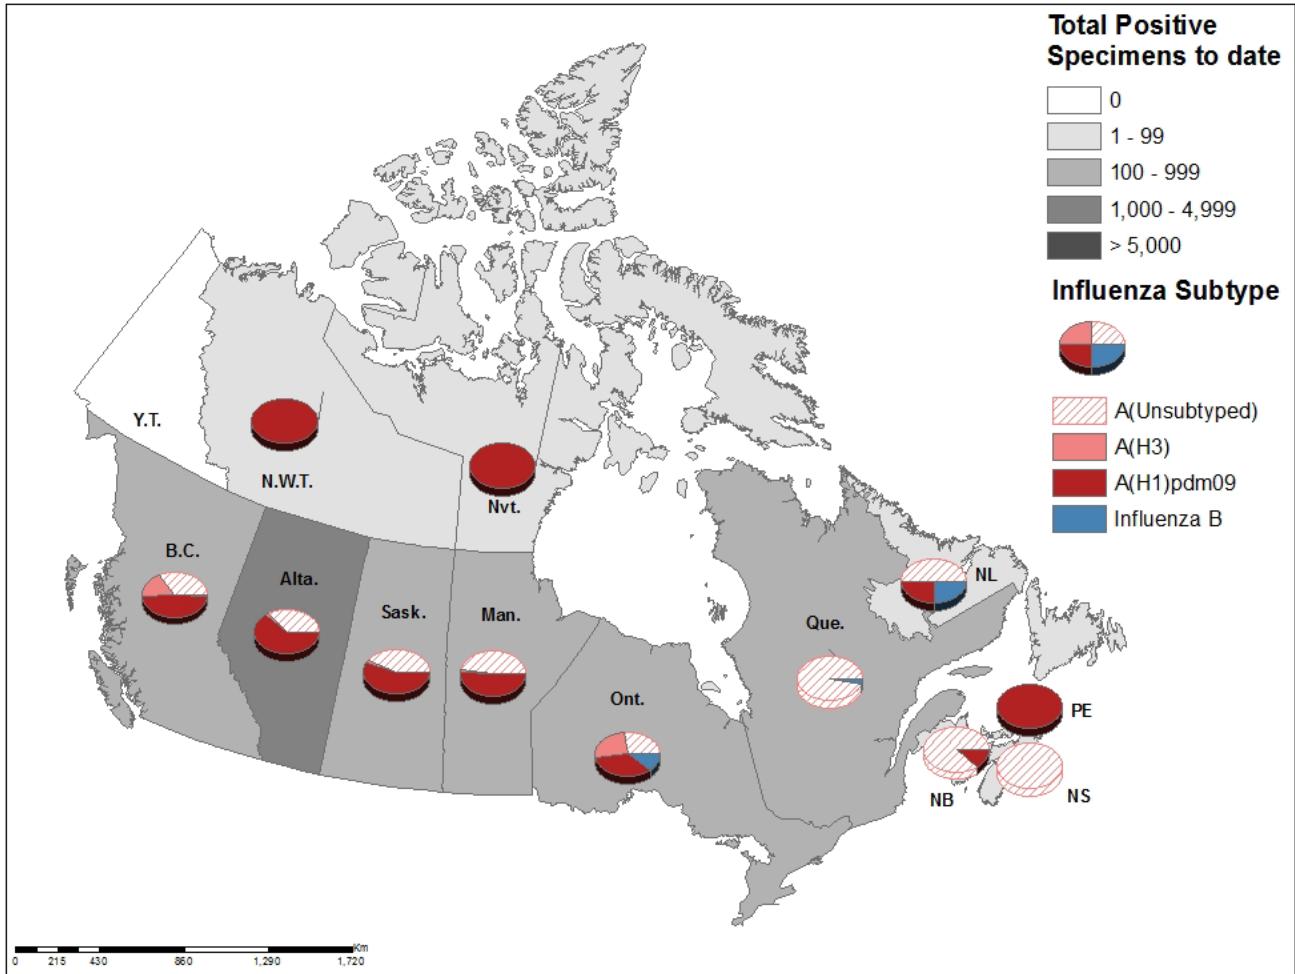 Total Positive
Specimens to date
0
1 - 99
100 - 999
1,000 - 4,999
> 5,000
Influenza Subtype
A(Unsubtyped)
A(H3)
A(H1)pdm09
Influenza B
Y.T.
N.W.T.
Nvt.
B.C.
Alta.
Sask.
Man.
Ont.
Que.
NL
PE
NB
NS
Km
0 215 430 860 1,290 1,720